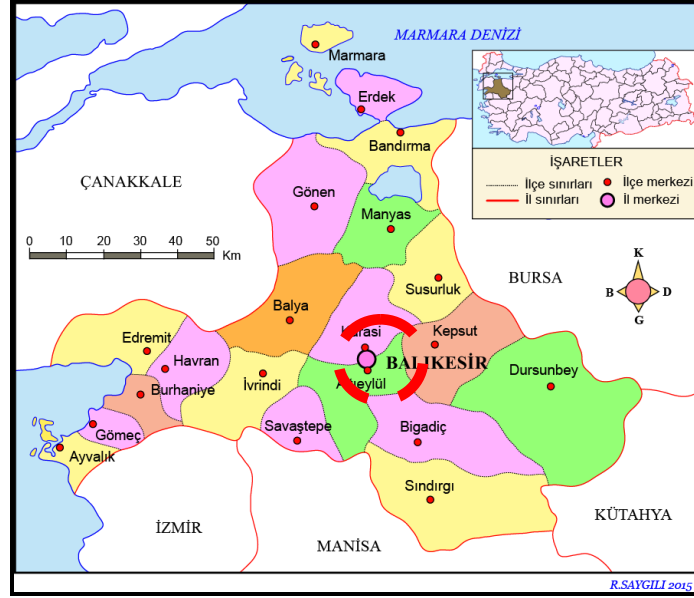 MARMARA DENİZİ
Marmara
Erdek
Bandırma
İŞARETLER
İlçe sınırları
İlçe merkezi
İl sınırları
İl merkezi
ÇANAKKALE
Gönen
Manyas
0 10 20 30 40 50
Km
BURSA
K
B D
G
Susurluk
Balya
Kepsut
Edremit
Havran
BALIKESİR
Dursunbey
İvrindi
Burhaniye
Gömeç
Savaştepe
Bigadiç
Ayvalık
Sındırgı
İZMİR
MANİSA
KÜTAHYA
R.SAYGILI 2015